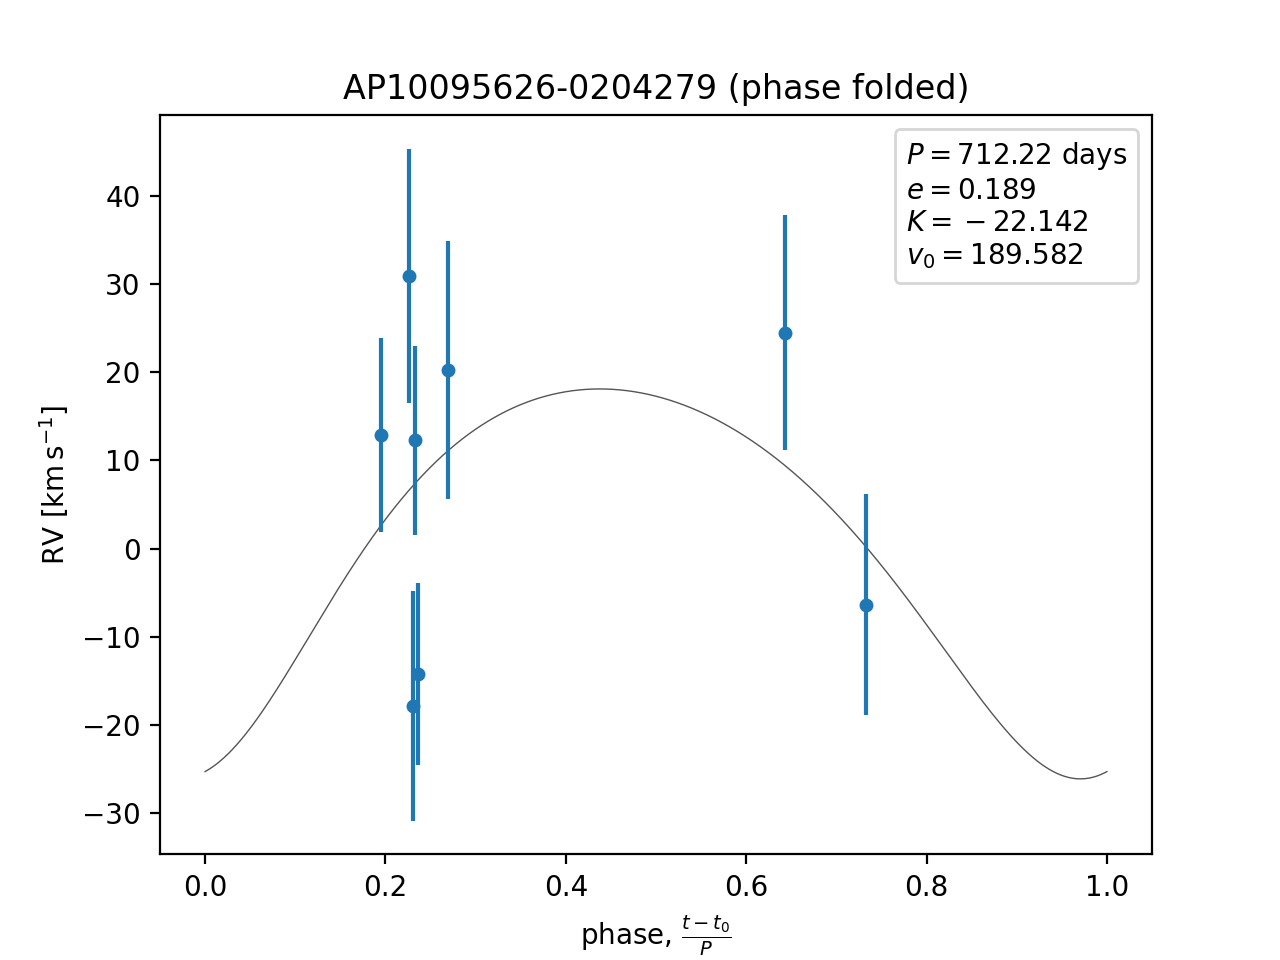 AP10095626-0204279 (phase folded)
P = 712.22 days
e = 0.189
K = −22.142
v₀ = 189.582
40
30
20
10
0
−10
−20
−30
RV [km s⁻¹]
0.0 0.2 0.4 0.6 0.8 1.0
phase, (t − t₀)/P